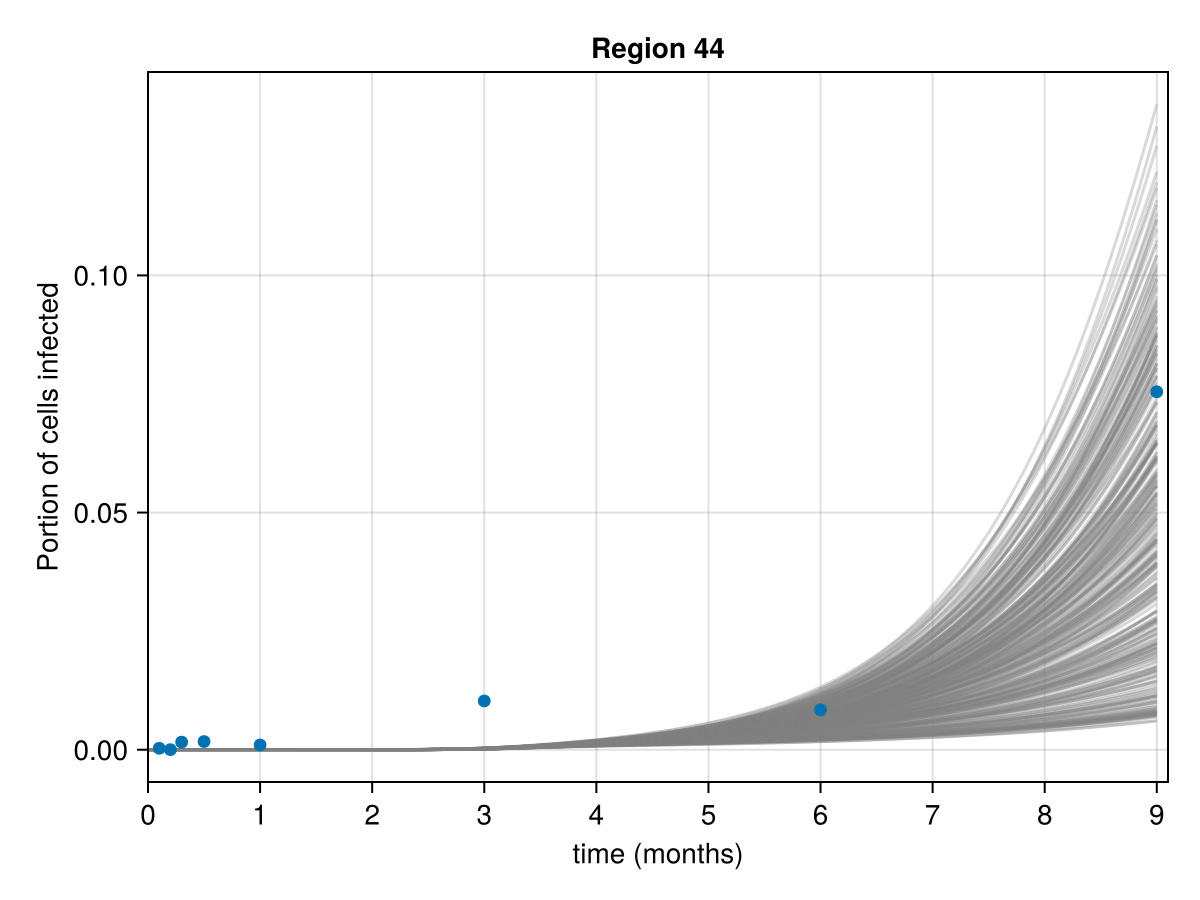 Region 44
Portion of cells infected
0.10
0.05
0.00
0 1 2 3 4 5 6 7 8 9
time (months)